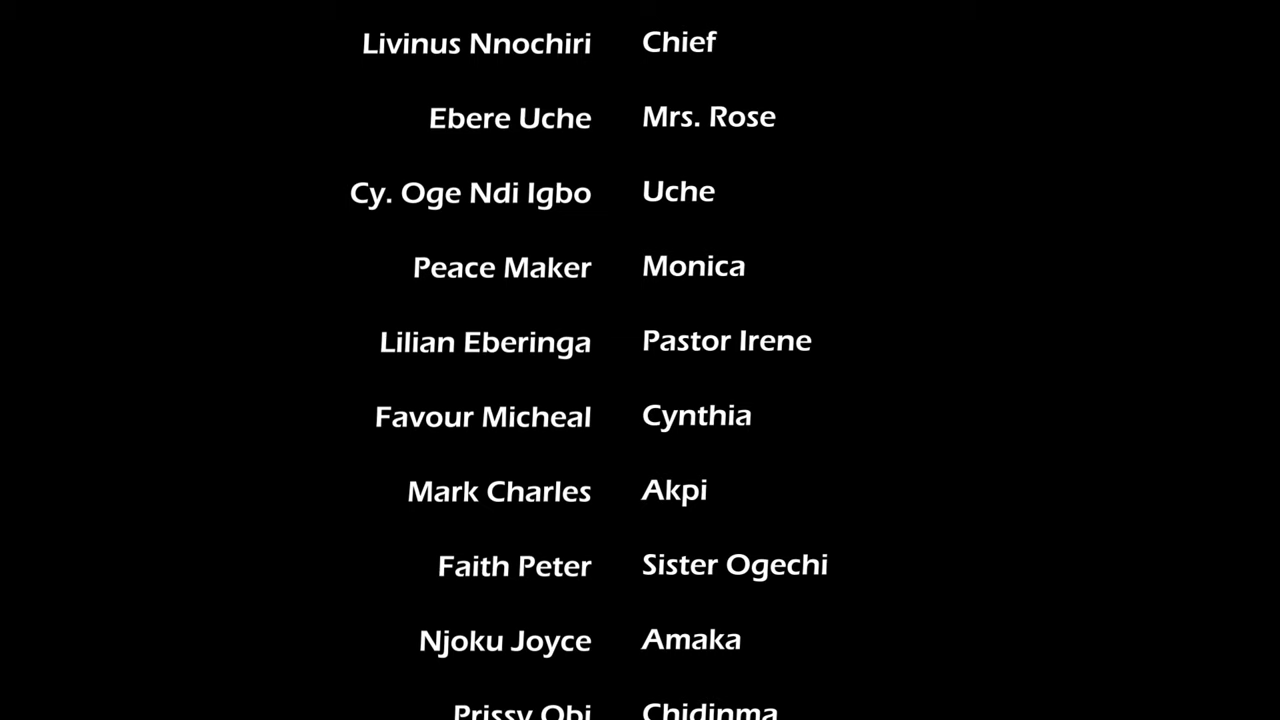 Livinus Nnochiri Chief
Ebere Uche Mrs. Rose
Cy. Oge Ndi Igbo Uche
Peace Maker Monica
Lilian Eberinga Pastor Irene
Favour Micheal Cynthia
Mark Charles Akpi
Faith Peter Sister Ogechi
Njoku Joyce Amaka
Prissy Obi Chidinma